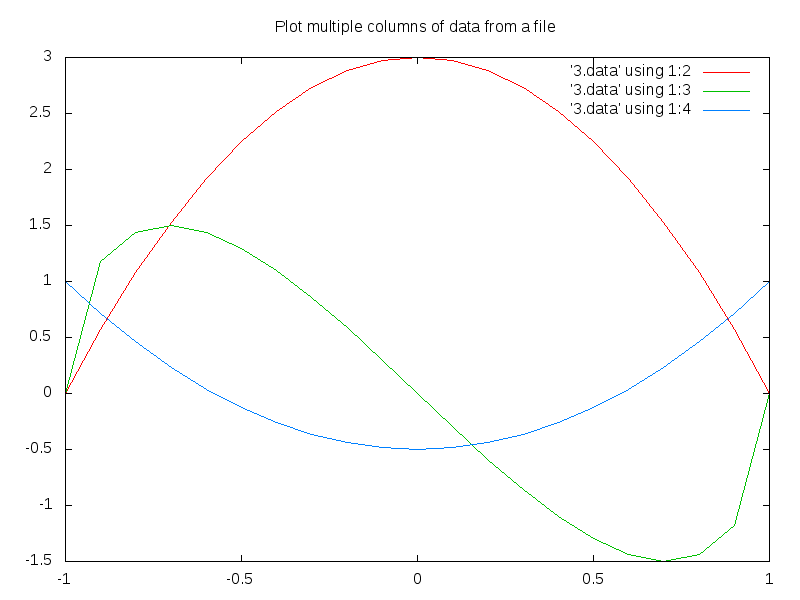 Plot multiple columns of data from a file
3
'3.data' using 1:2
'3.data' using 1:3
'3.data' using 1:4
2.5
2
1.5
1
0.5
0
-0.5
-1
-1.5
-1 -0.5 0 0.5 1